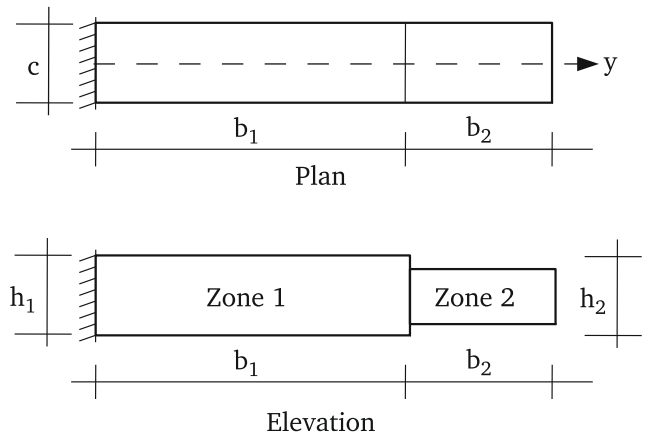 c
y
b₁
b₂
Plan
h₁
Zone 1
Zone 2
h₂
b₁
b₂
Elevation